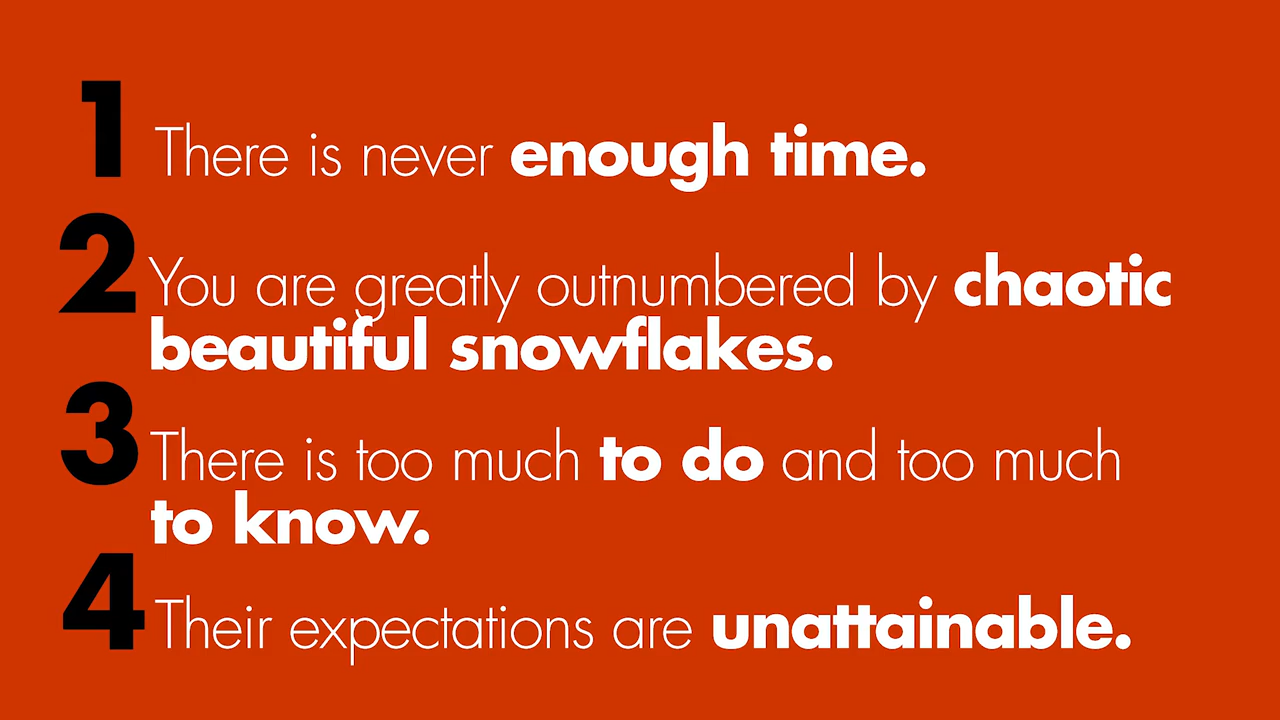 1 There is never enough time.
2 You are greatly outnumbered by chaotic
beautiful snowflakes.
3 There is too much to do and too much
to know.
4 Their expectations are unattainable.